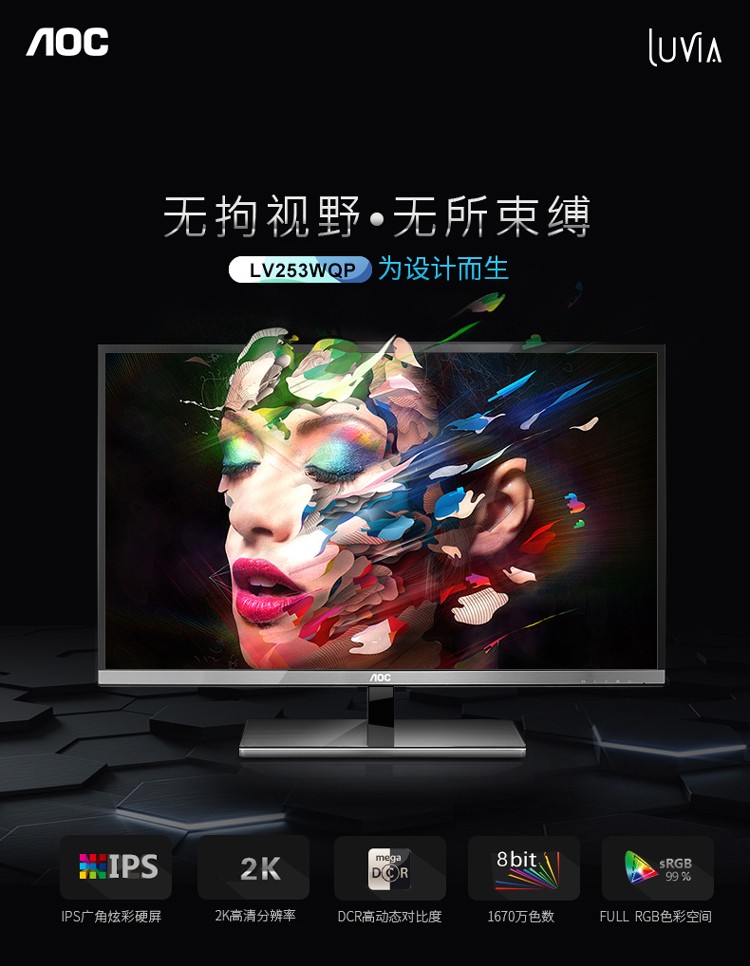 AOC
LUVIA
无拘视野•无所束缚
LV253WQP 为设计而生
AOC
IPS
2K
mega
DCR
8bit
sRGB
99 %
IPS广角炫彩硬屏
2K高清分辨率
DCR高动态对比度
1670万色数
FULL RGB色彩空间